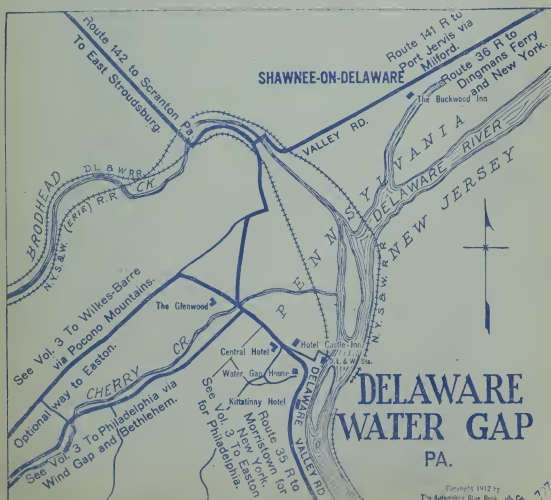 Route 142 to Scranton Pa.
To East Stroudsburg.
Route 141 R to
Port Jervis via
Milford.
Route 36 R to
Dingmans Ferry
and New York.
SHAWNEE-ON-DELAWARE
The Buckwood Inn
VALLEY RD.
PENNSYLVANIA
DELAWARE RIVER
NEW JERSEY
D.L. & W.R.R.
BRODHEAD CK
N.Y.S. & W. (ERIE) R.R.
N.Y.S. & W. R.R.
See Vol. 3 To Wilkes-Barre
via Pocono Mountains.
The Glenwood
Optional way to Easton.
CHERRY CR.
See Vol. 3 To Philadelphia via
Wind Gap and Bethlehem.
Central Hotel
Hotel Castle-Inn
D.L. & W. Sta.
Water Gap House
Kittatinny Hotel
DELAWARE VALLEY RD
Route 35 R to
Morristown for
New York.
See Vol. 3 To Easton
for Philadelphia.
DELAWARE
WATER GAP
PA.
Copyright 1912 by
The Automobile Blue Book Co